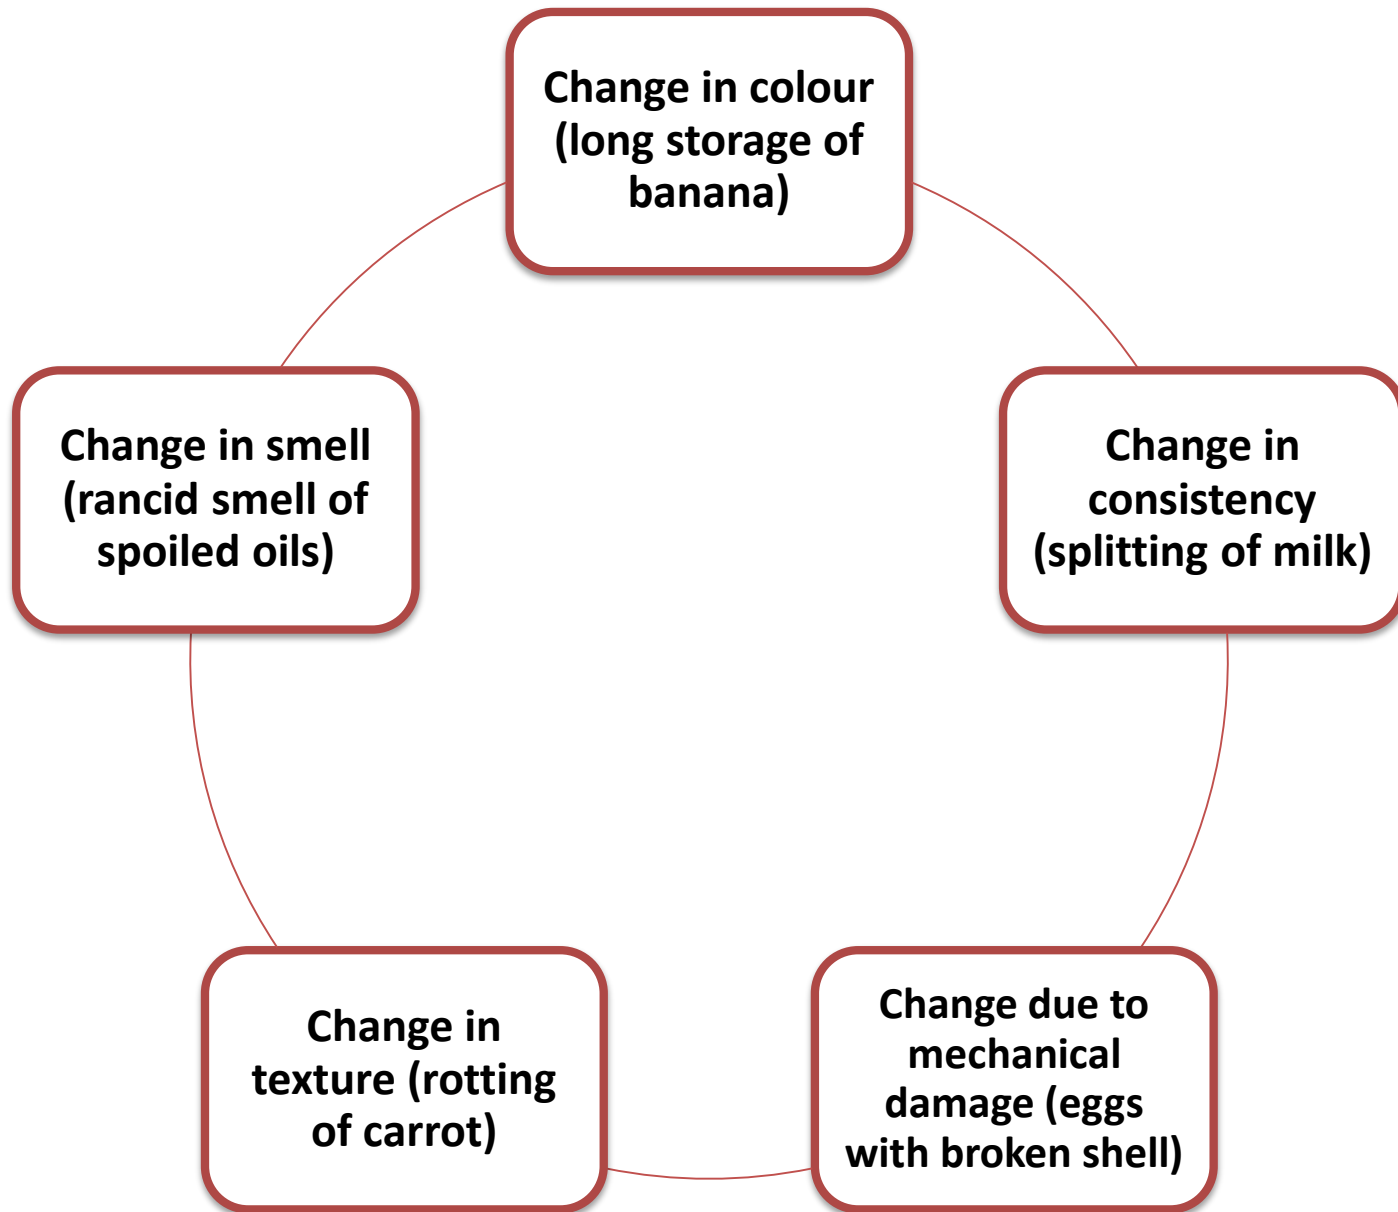 Change in colour
(long storage of
banana)
Change in
consistency
(splitting of milk)
Change due to
mechanical
damage (eggs
with broken shell)
Change in
texture (rotting
of carrot)
Change in smell
(rancid smell of
spoiled oils)